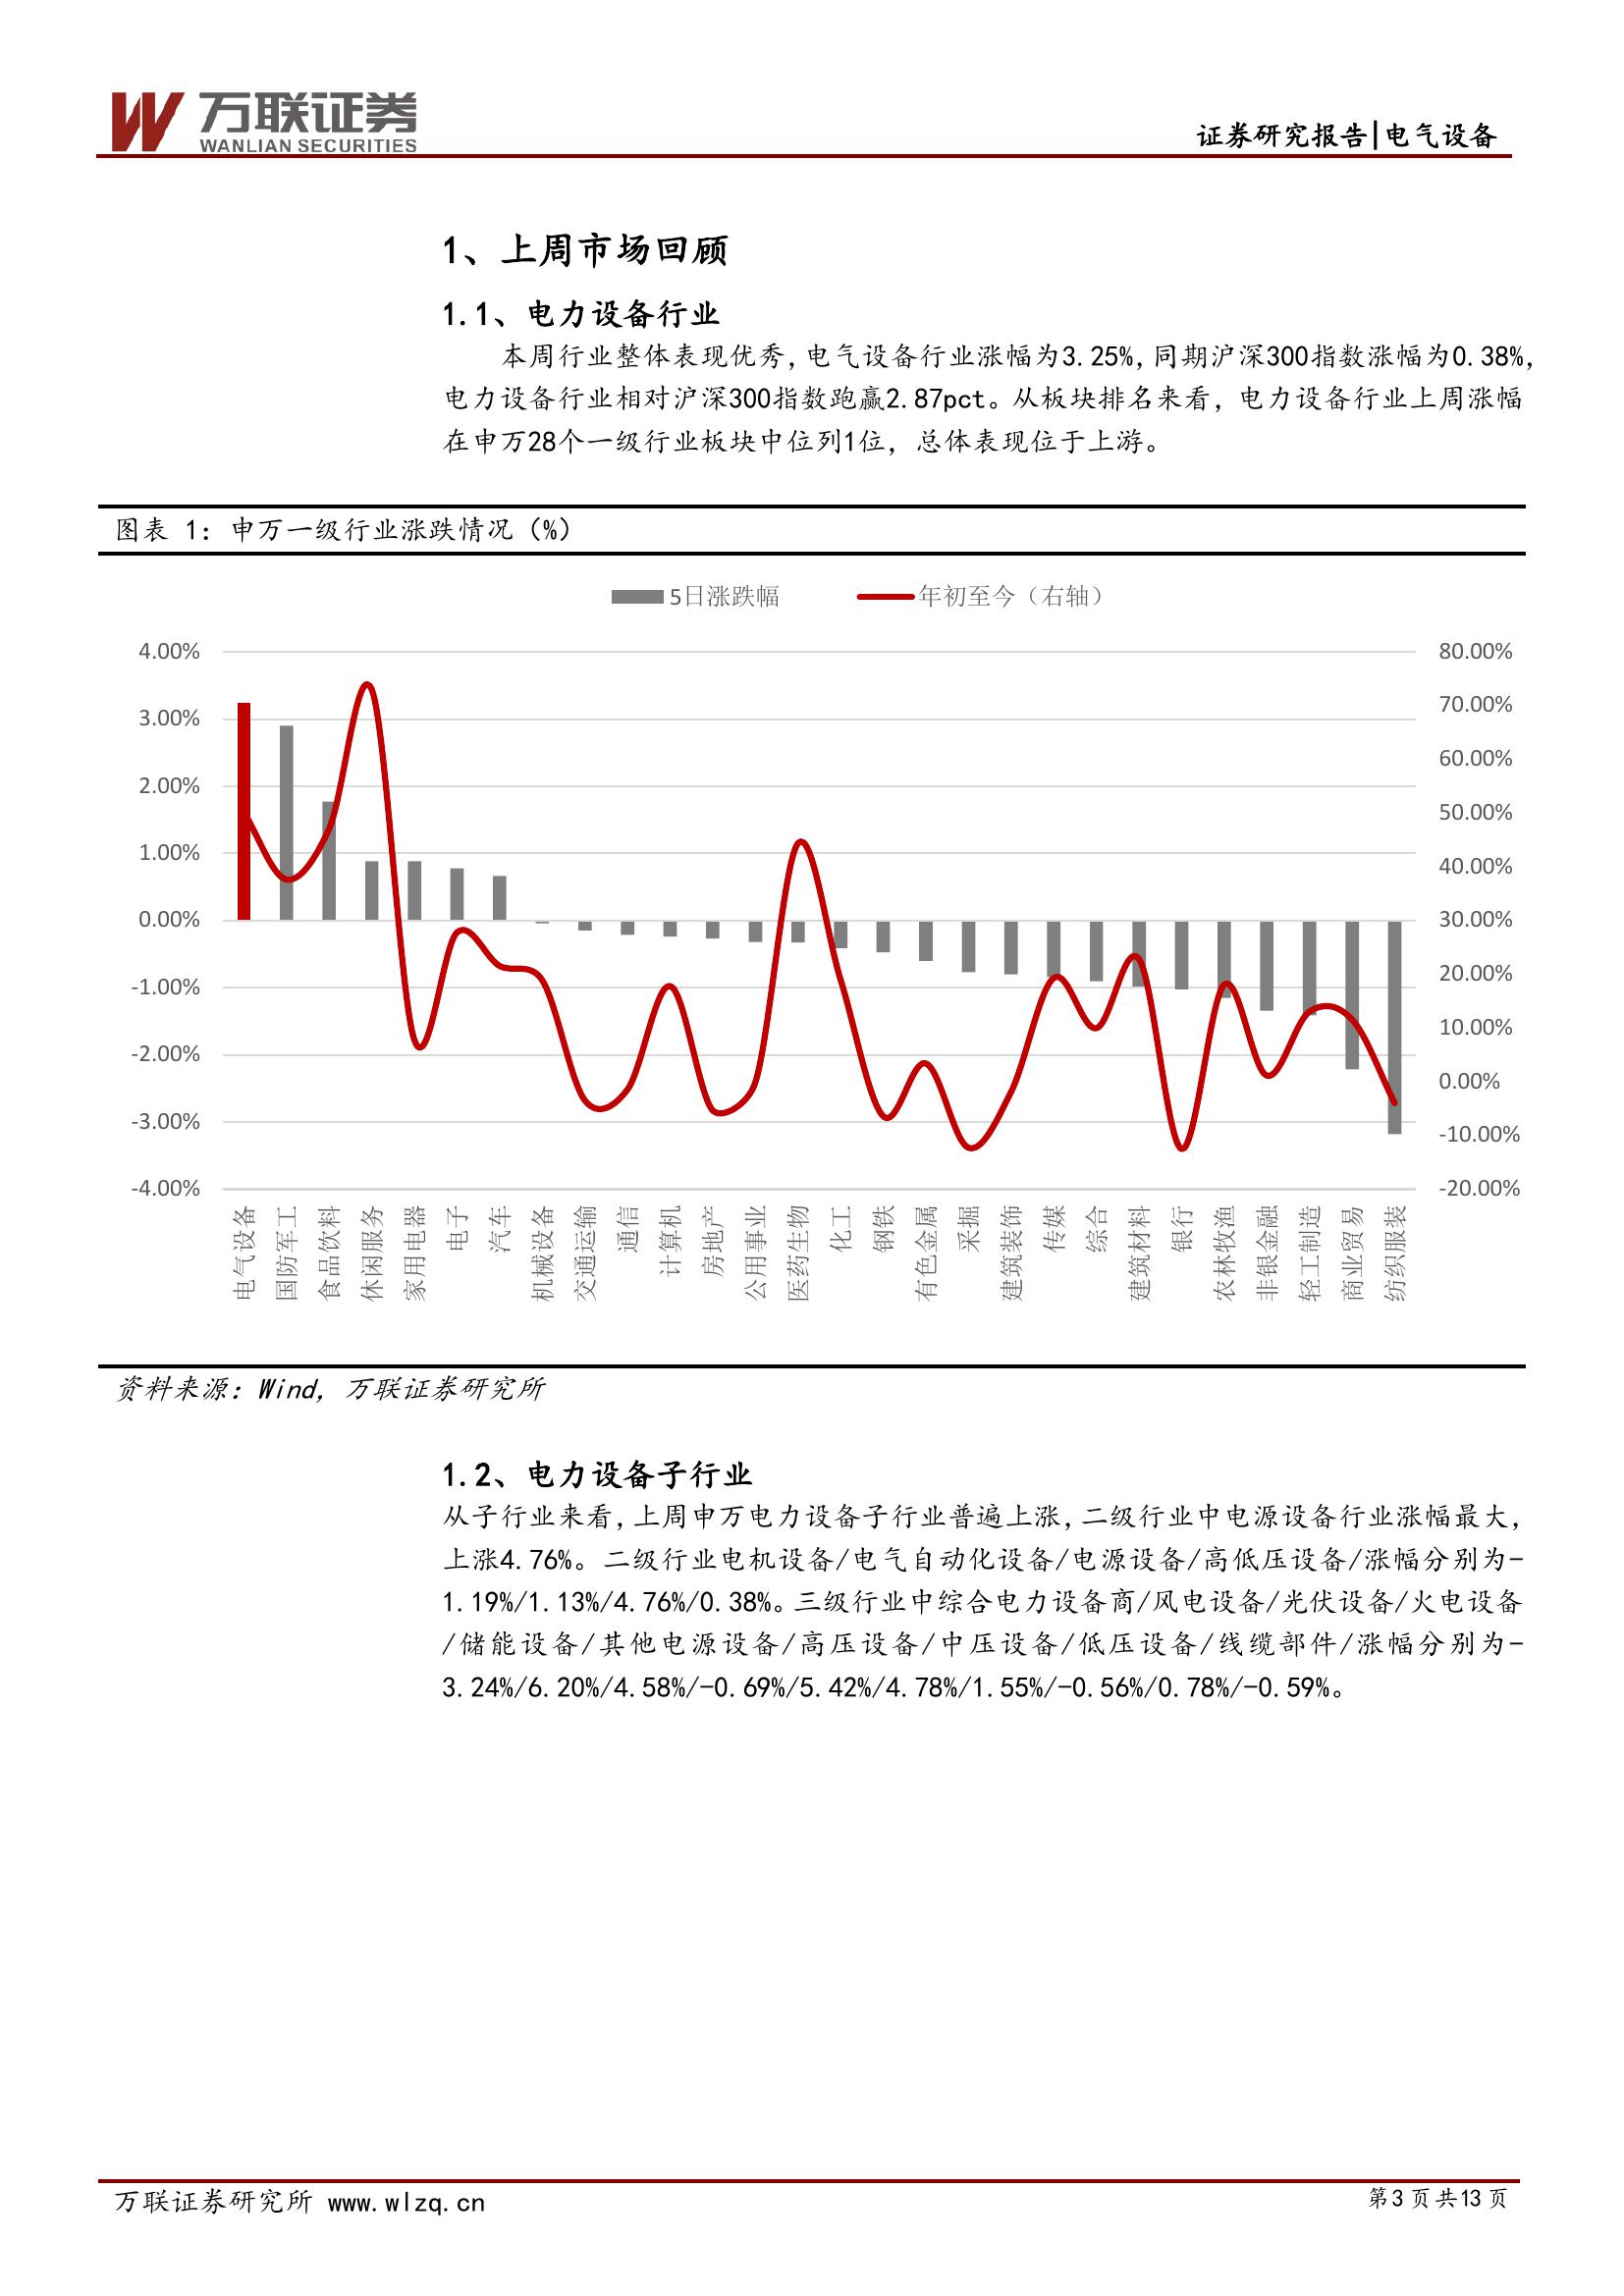 万联证券
WANLIAN SECURITIES
证券研究报告|电气设备
1、上周市场回顾
1.1、电力设备行业
本周行业整体表现优秀,电气设备行业涨幅为3.25%,同期沪深300指数涨幅为0.38%,
电力设备行业相对沪深300指数跑赢2.87pct。从板块排名来看，电力设备行业上周涨幅
在申万28个一级行业板块中位列1位，总体表现位于上游。
图表 1：申万一级行业涨跌情况 (%)
5日涨跌幅 年初至今（右轴）
4.00% 80.00%
70.00%
3.00%
60.00%
2.00%
50.00%
1.00%
40.00%
0.00% 30.00%
-1.00% 20.00%
10.00%
-2.00%
0.00%
-3.00%
-10.00%
-4.00% -20.00%
电气设备
国防军工
食品饮料
休闲服务
家用电器
电子
汽车
机械设备
交通运输
通信
计算机
房地产
公用事业
医药生物
化工
钢铁
有色金属
采掘
建筑装饰
传媒
综合
建筑材料
银行
农林牧渔
非银金融
轻工制造
商业贸易
纺织服装
资料来源：Wind, 万联证券研究所
1.2、电力设备子行业
从子行业来看,上周申万电力设备子行业普遍上涨,二级行业中电源设备行业涨幅最大,
上涨4.76%。二级行业电机设备/电气自动化设备/电源设备/高低压设备/涨幅分别为-
1.19%/1.13%/4.76%/0.38%。三级行业中综合电力设备商/风电设备/光伏设备/火电设备
/储能设备/其他电源设备/高压设备/中压设备/低压设备/线缆部件/涨幅分别为-
3.24%/6.20%/4.58%/-0.69%/5.42%/4.78%/1.55%/-0.56%/0.78%/-0.59%。
万联证券研究所 www.wlzq.cn
第3页共13页